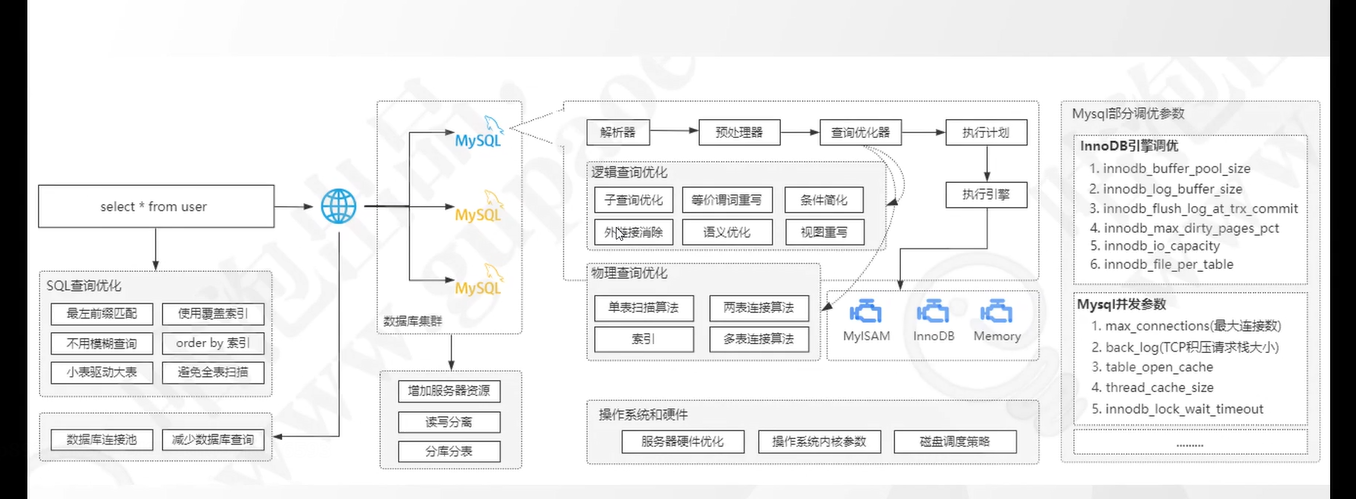 select * from user
SQL查询优化
最左前缀匹配
使用覆盖索引
不用模糊查询
order by 索引
小表驱动大表
避免全表扫描
数据库连接池
减少数据库查询
MySQL
MySQL
MySQL
数据库集群
增加服务器资源
读写分离
分库分表
解析器
预处理器
查询优化器
执行计划
执行引擎
逻辑查询优化
子查询优化
等价谓词重写
条件简化
外连接消除
语义优化
视图重写
物理查询优化
单表扫描算法
两表连接算法
索引
多表连接算法
MyISAM
InnoDB
Memory
操作系统和硬件
服务器硬件优化
操作系统内核参数
磁盘调度策略
Mysql部分调优参数
InnoDB引擎调优
1. innodb_buffer_pool_size
2. innodb_log_buffer_size
3. innodb_flush_log_at_trx_commit
4. innodb_max_dirty_pages_pct
5. innodb_io_capacity
6. innodb_file_per_table
Mysql并发参数
1. max_connections(最大连接数)
2. back_log(TCP积压请求栈大小)
3. table_open_cache
4. thread_cache_size
5. innodb_lock_wait_timeout
.........